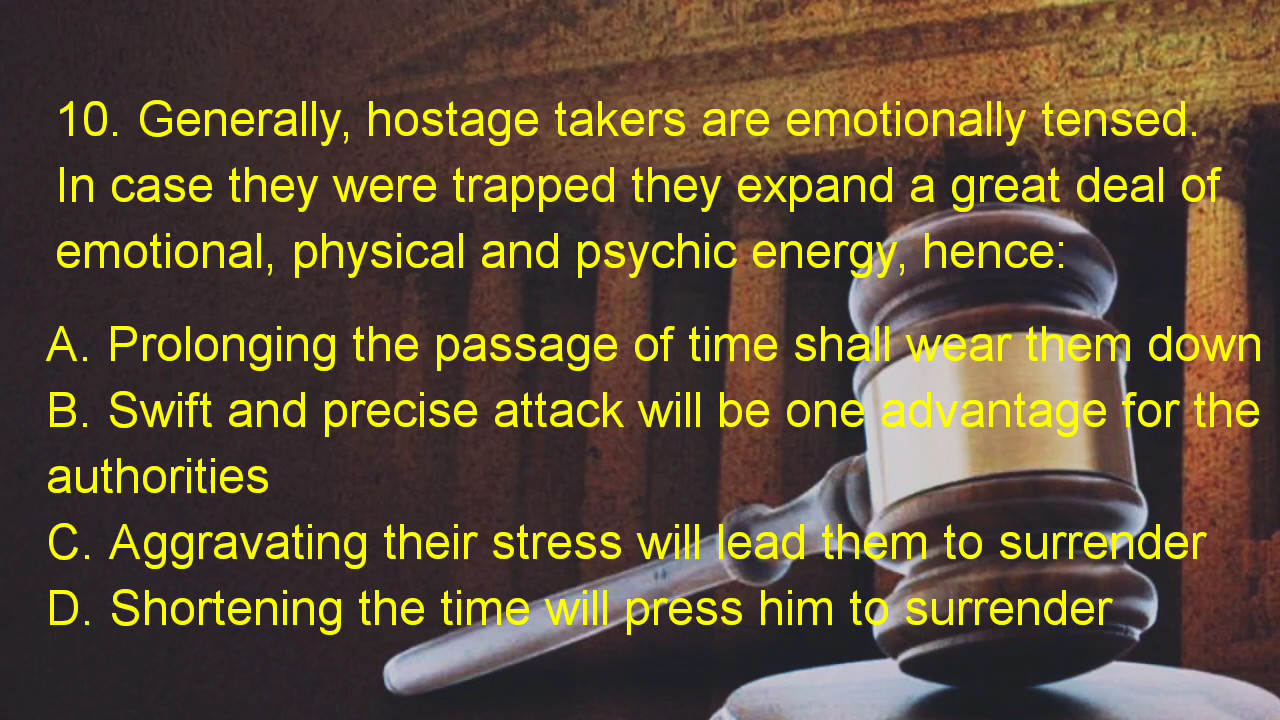 10. Generally, hostage takers are emotionally tensed.
In case they were trapped they expand a great deal of
emotional, physical and psychic energy, hence:
A. Prolonging the passage of time shall wear them down
B. Swift and precise attack will be one advantage for the
authorities
C. Aggravating their stress will lead them to surrender
D. Shortening the time will press him to surrender